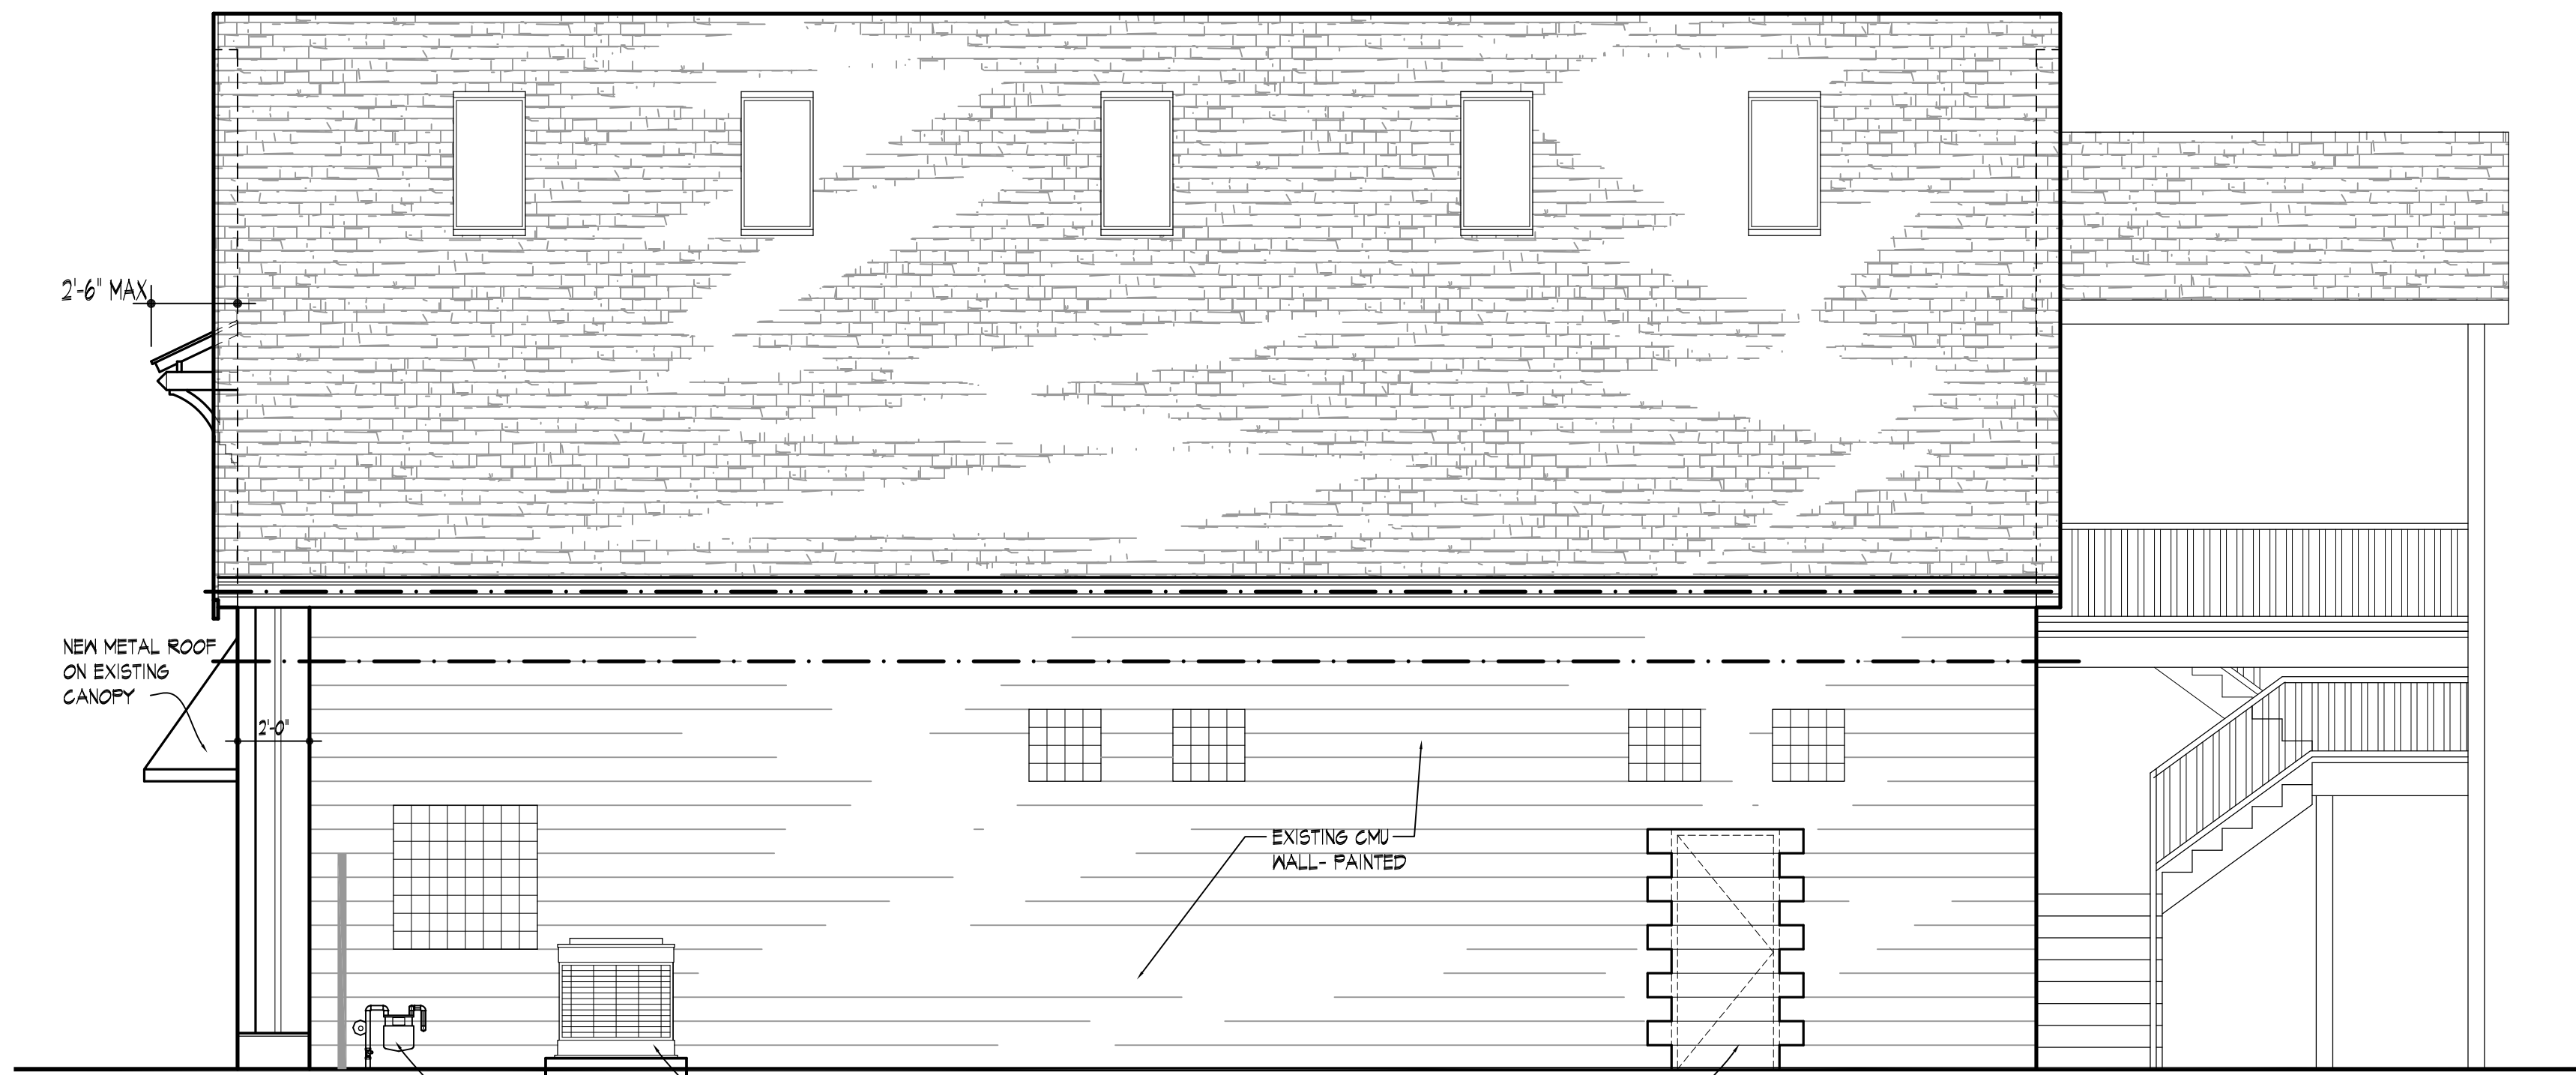 2'-6" MAX
NEW METAL ROOF
ON EXISTING
CANOPY
2'-0"
EXISTING CMU
WALL- PAINTED